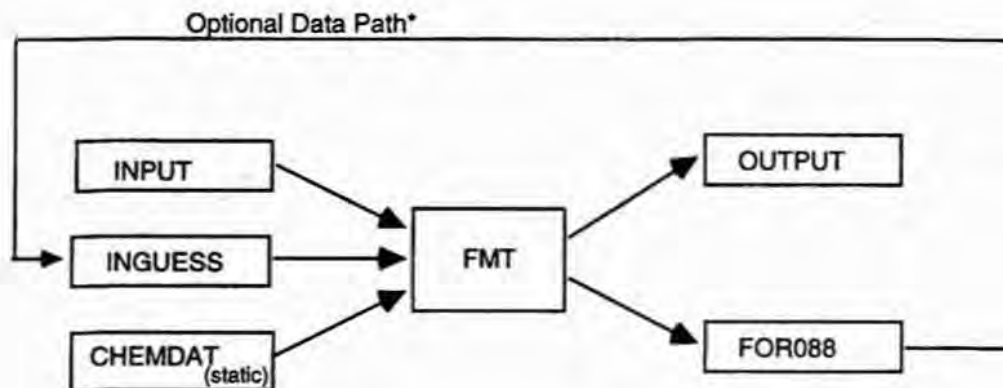 Optional Data Path*
INPUT
OUTPUT
INGUESS
FMT
CHEMDAT
(static)
FOR088